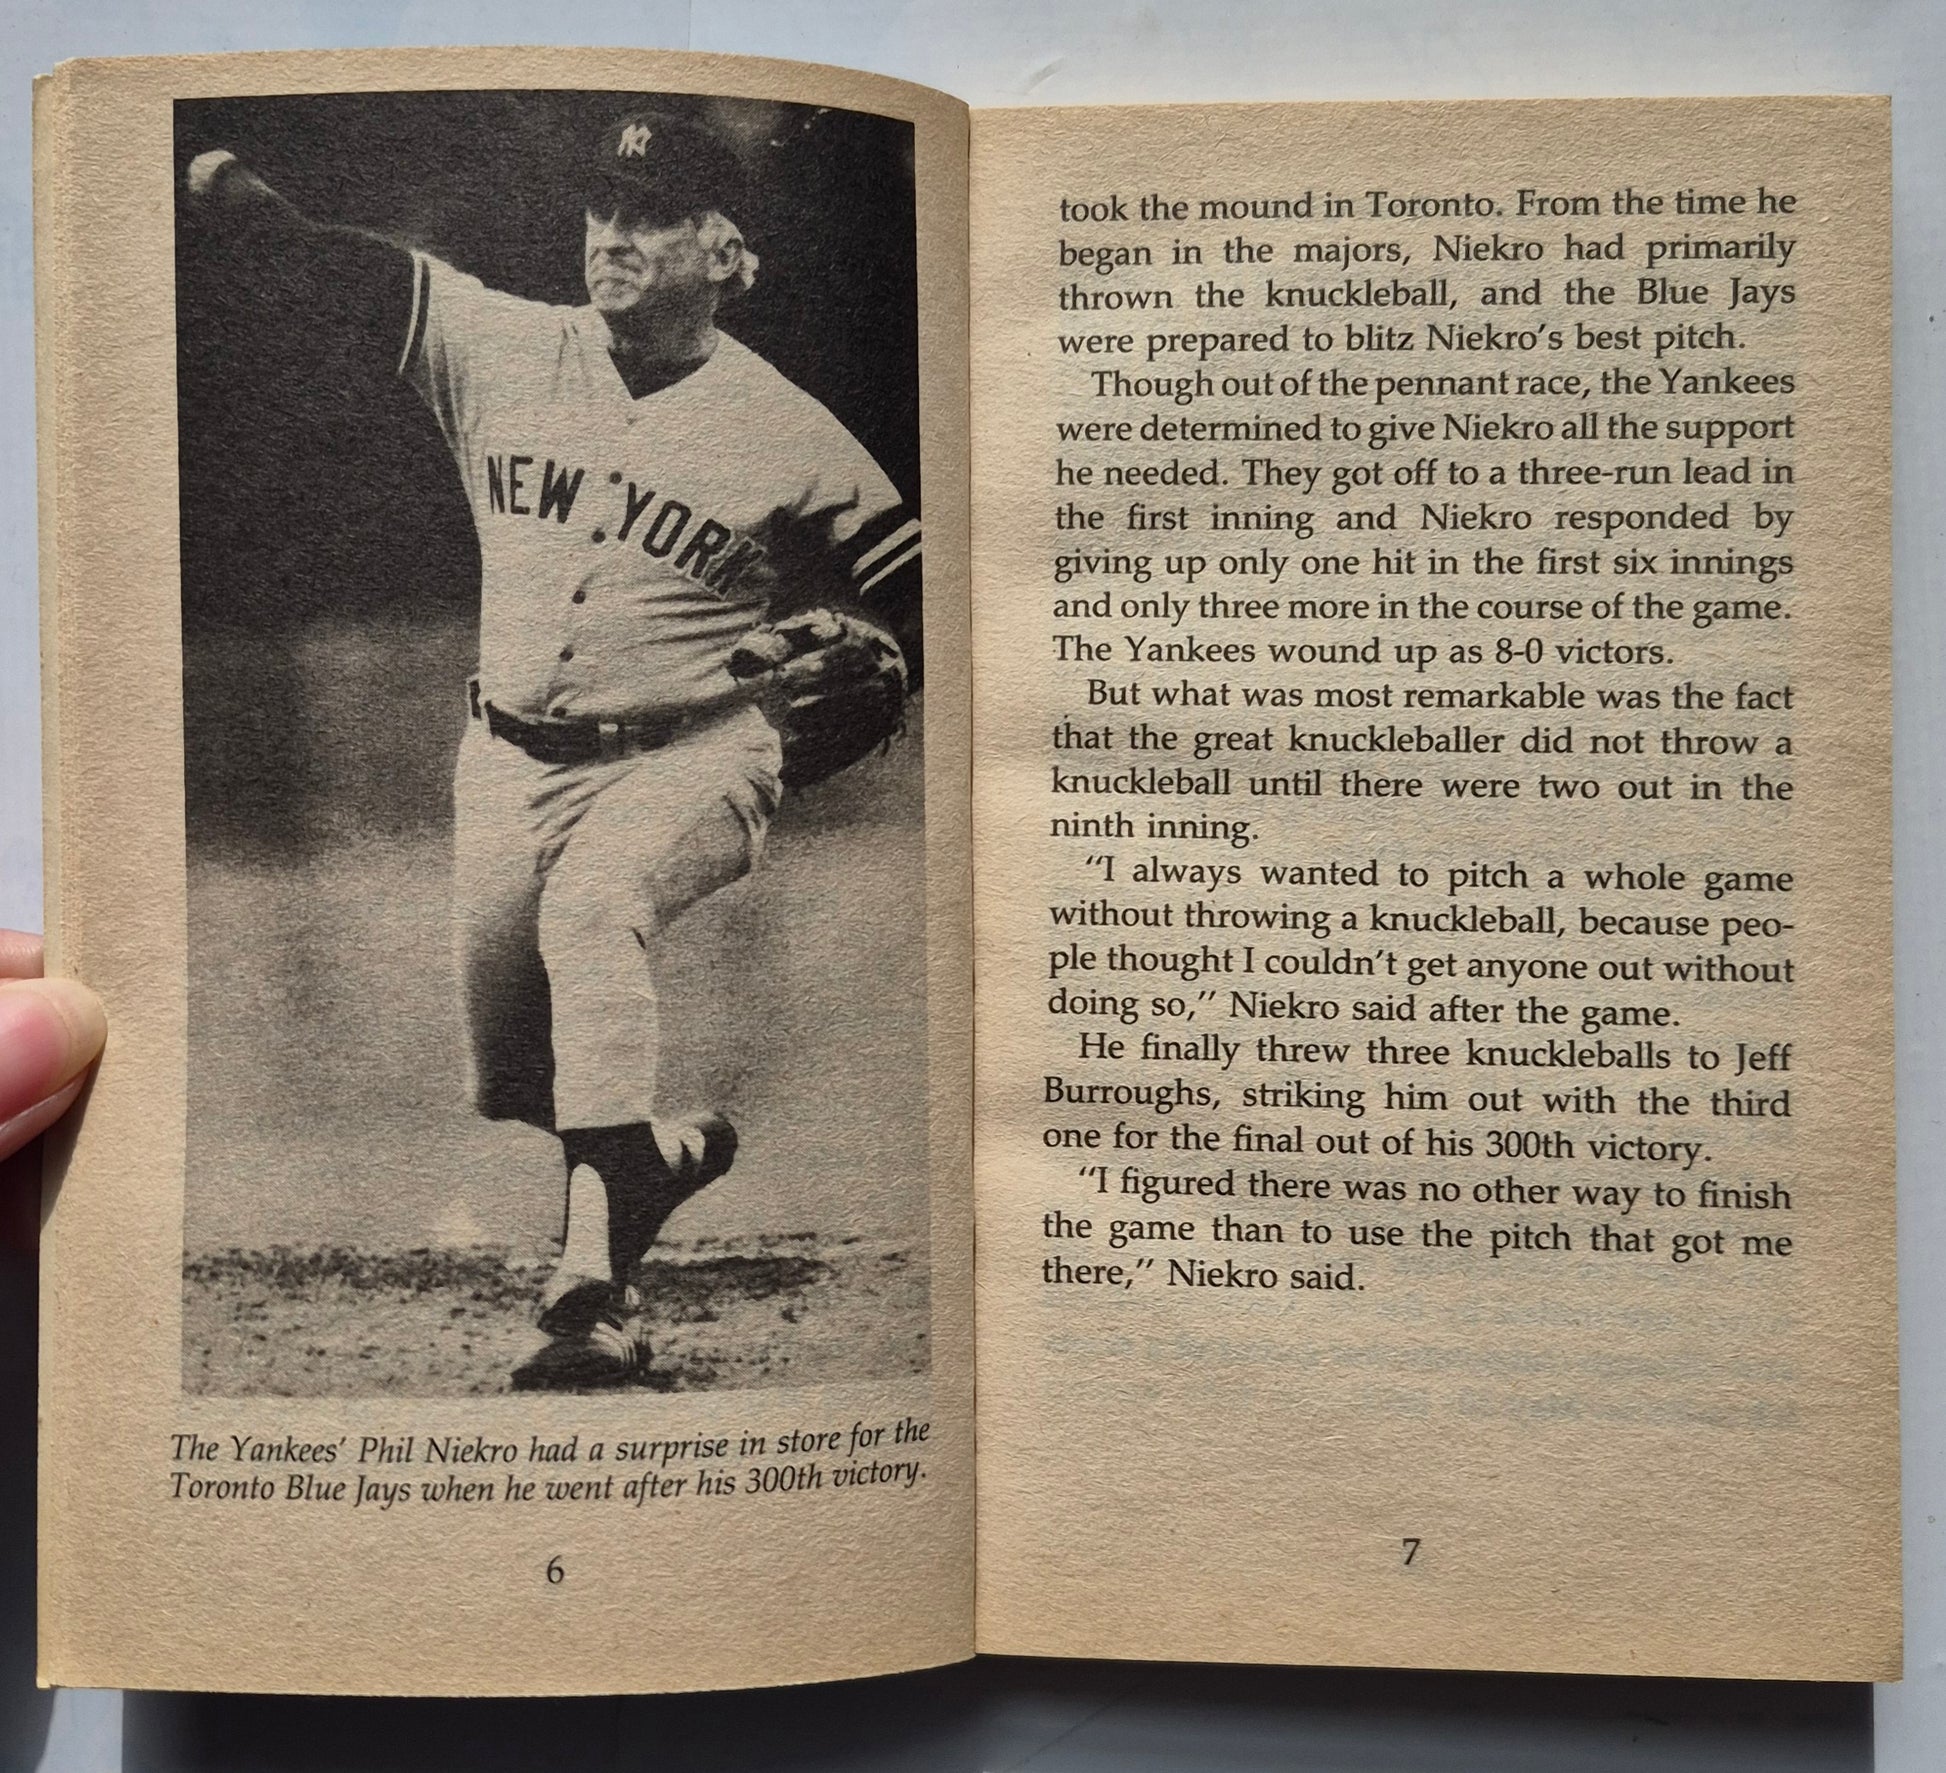 NY
NEW YORK
The Yankees' Phil Niekro had a surprise in store for the
Toronto Blue Jays when he went after his 300th victory.
6
took the mound in Toronto. From the time he
began in the majors, Niekro had primarily
thrown the knuckleball, and the Blue Jays
were prepared to blitz Niekro's best pitch.
Though out of the pennant race, the Yankees
were determined to give Niekro all the support
he needed. They got off to a three-run lead in
the first inning and Niekro responded by
giving up only one hit in the first six innings
and only three more in the course of the game.
The Yankees wound up as 8-0 victors.
But what was most remarkable was the fact
that the great knuckleballer did not throw a
knuckleball until there were two out in the
ninth inning.
"I always wanted to pitch a whole game
without throwing a knuckleball, because peo-
ple thought I couldn't get anyone out without
doing so," Niekro said after the game.
He finally threw three knuckleballs to Jeff
Burroughs, striking him out with the third
one for the final out of his 300th victory.
"I figured there was no other way to finish
the game than to use the pitch that got me
there," Niekro said.
7